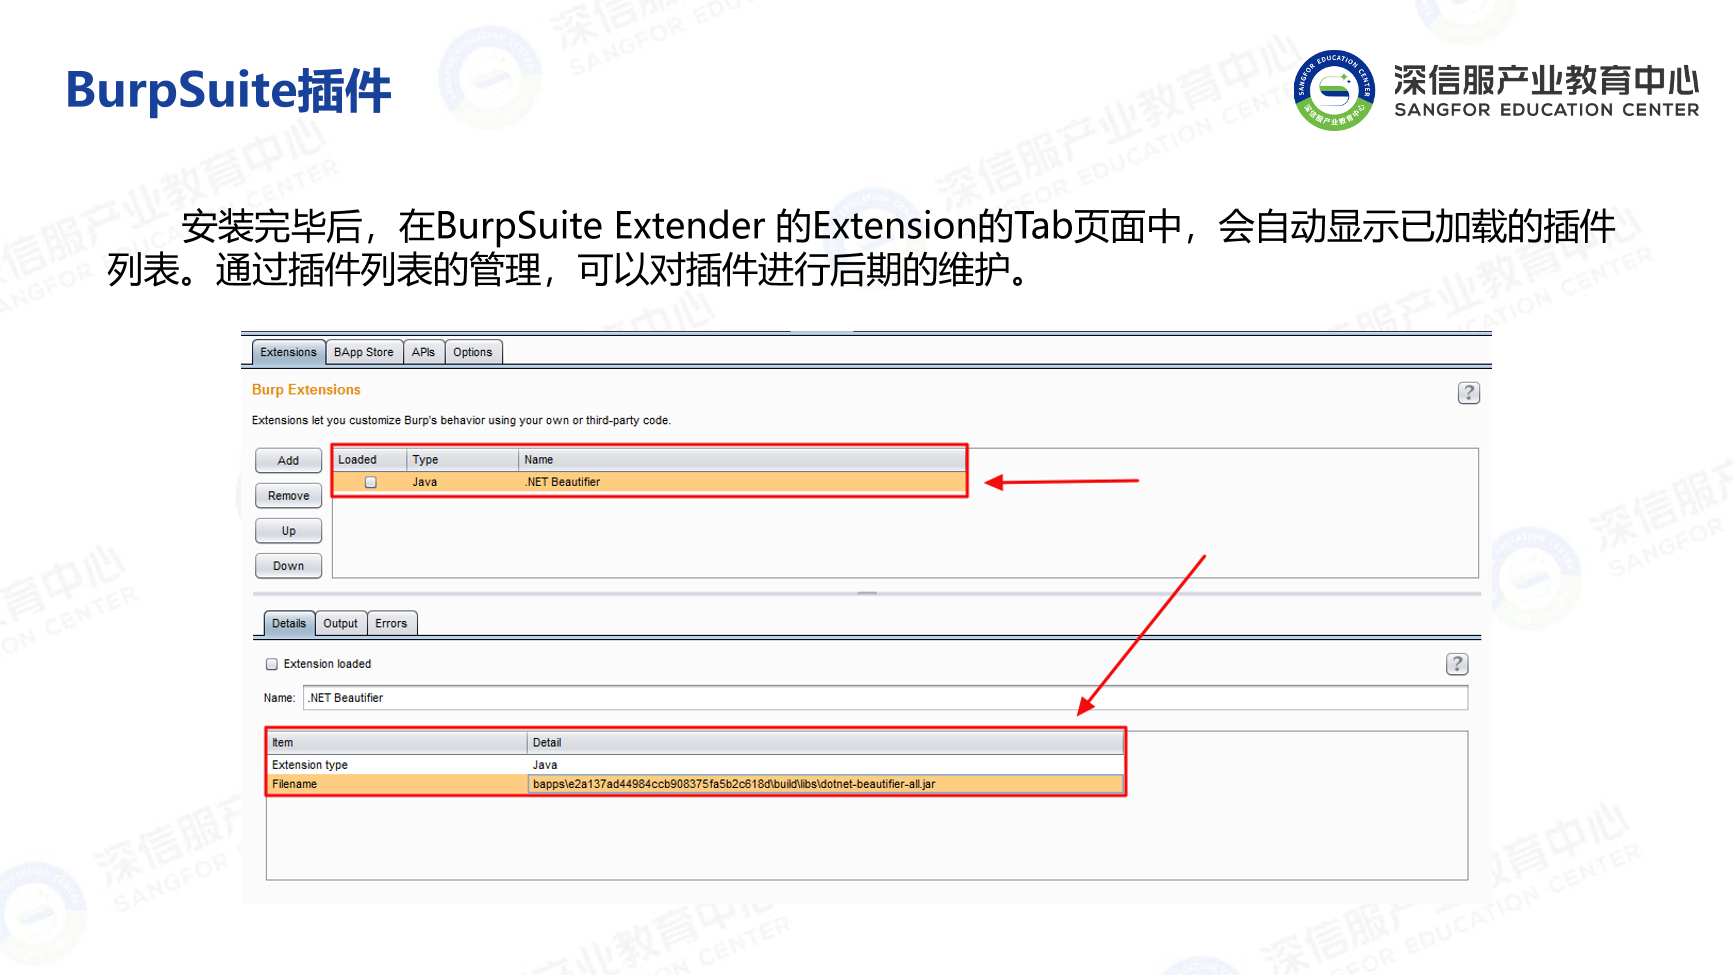 BurpSuite插件
深信服产业教育中心
SANGFOR EDUCATION CENTER
安装完毕后，在BurpSuite Extender 的Extension的Tab页面中，会自动显示已加载的插件
列表。通过插件列表的管理，可以对插件进行后期的维护。
Extensions BApp Store APIs Options
Burp Extensions
?
Extensions let you customize Burp's behavior using your own or third-party code.
Add
Remove
Up
Down
Loaded Type Name
Java .NET Beautifier
Details Output Errors
Extension loaded
?
Name: .NET Beautifier
Item Detail
Extension type Java
Filename bapps\e2a137ad44984ccb908375fa5b2c618d\build\libs\dotnet-beautifier-all.jar